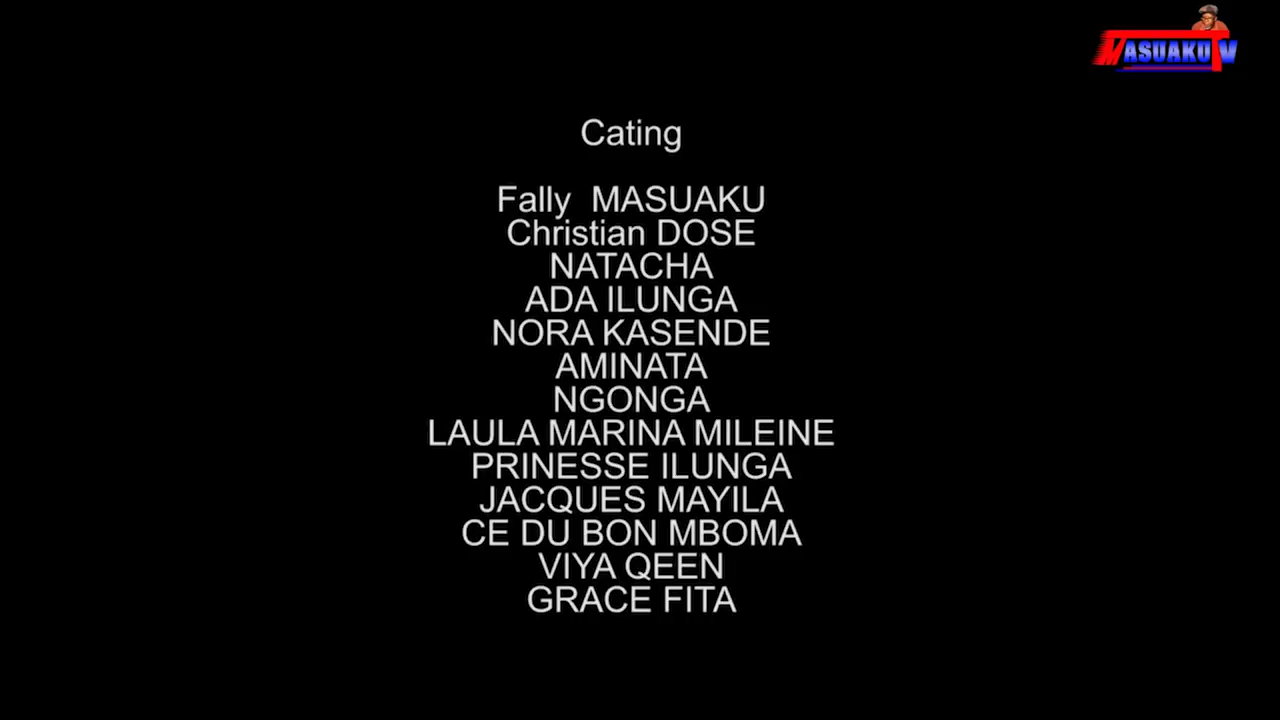 MASUAKU TV
Cating
Fally MASUAKU
Christian DOSE
NATACHA
ADA ILUNGA
NORA KASENDE
AMINATA
NGONGA
LAULA MARINA MILEINE
PRINESSE ILUNGA
JACQUES MAYILA
CE DU BON MBOMA
VIYA QEEN
GRACE FITA